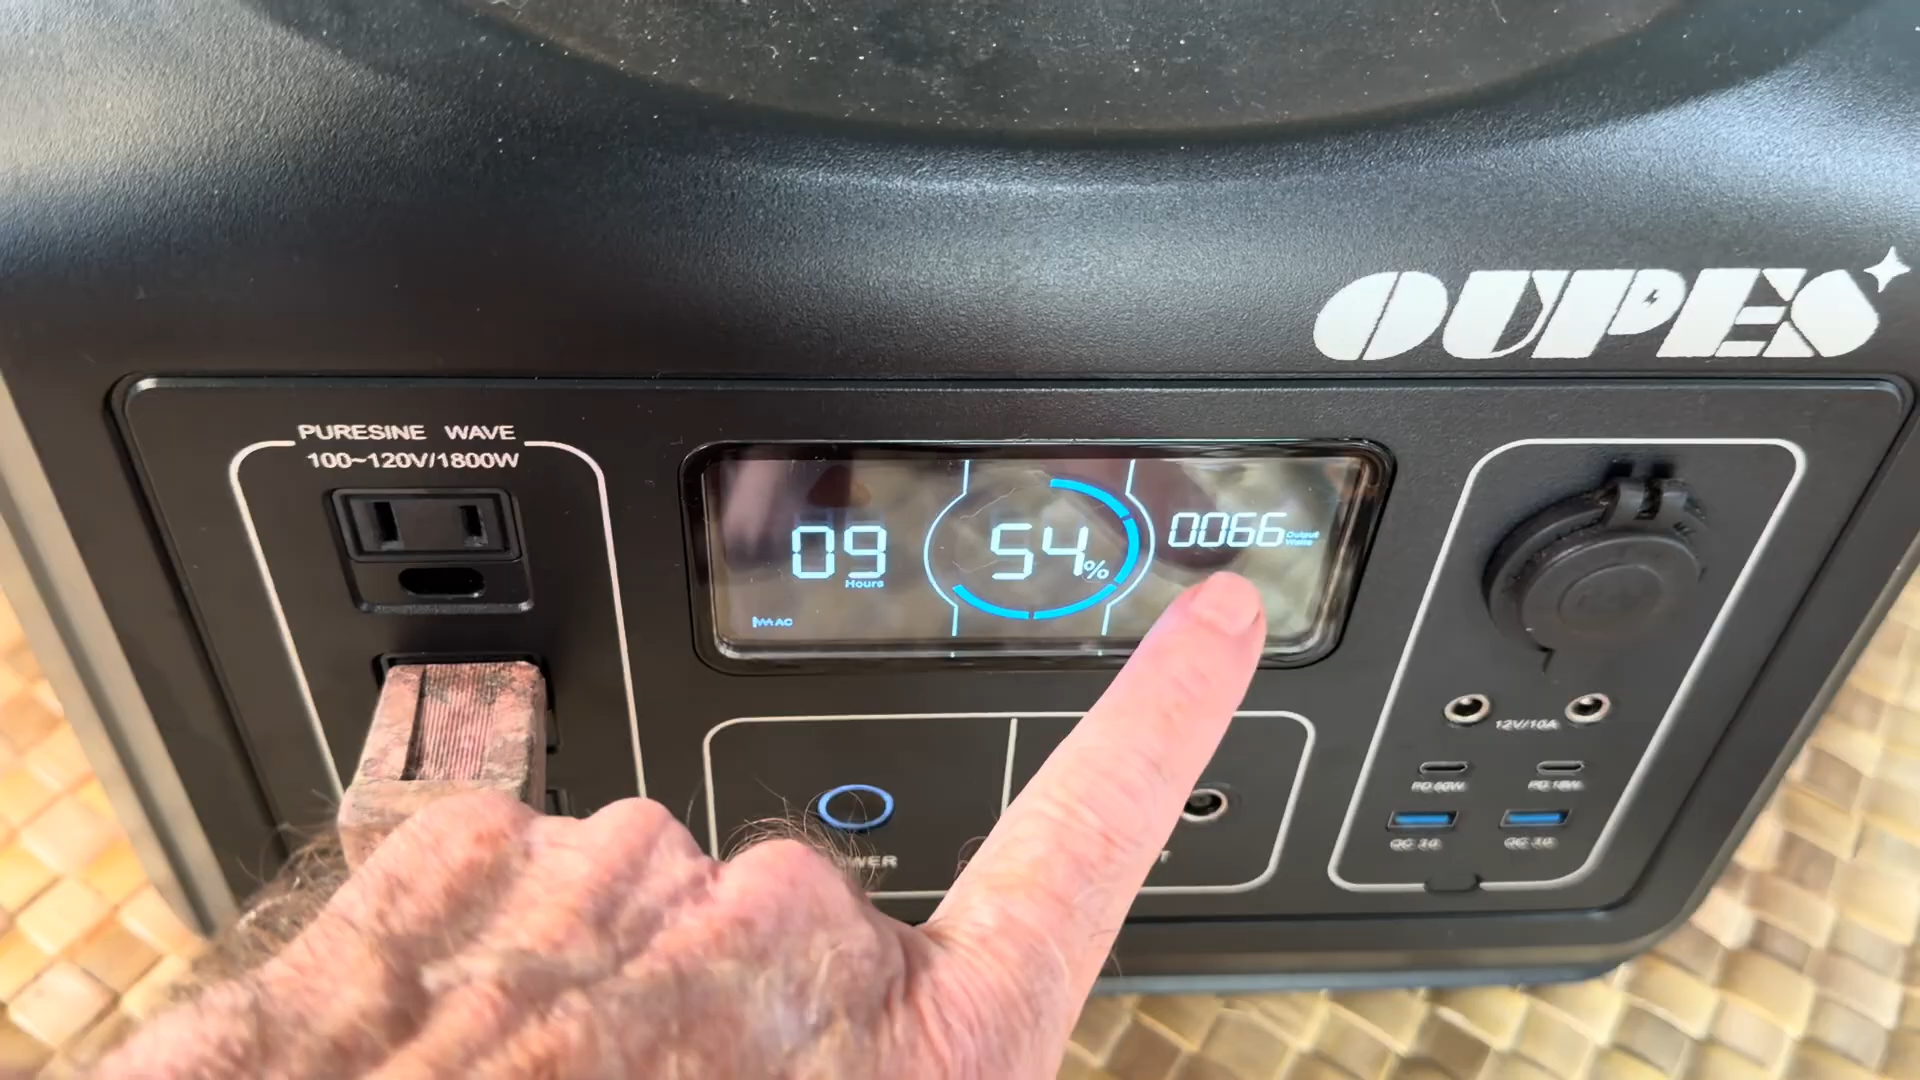 OUPES
PURESINE WAVE
100~120V/1800W
09
Hours
54%
0066 Output
Watts
AC
12V/10A
PD 60W
PD 18W
QC 3.0
QC 3.0